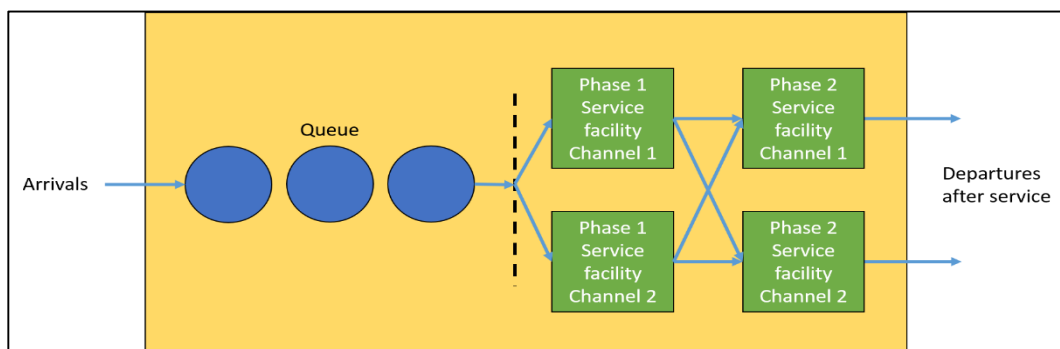 Arrivals
Queue
Phase 1
Service
facility
Channel 1
Phase 2
Service
facility
Channel 1
Phase 1
Service
facility
Channel 2
Phase 2
Service
facility
Channel 2
Departures
after service